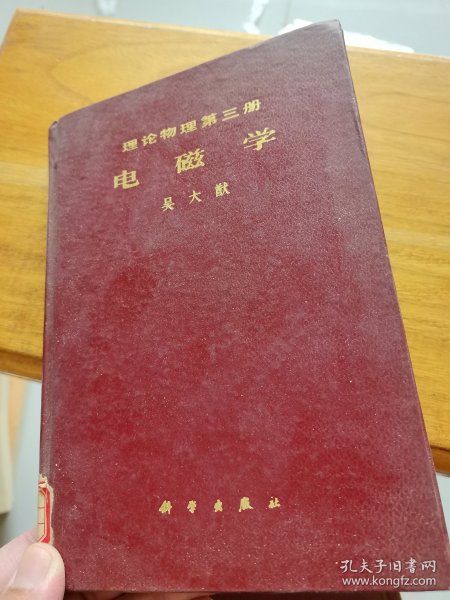 理论物理第三册
电磁学
吴大猷
科学出版社
孔夫子旧书网
www.kongfz.com